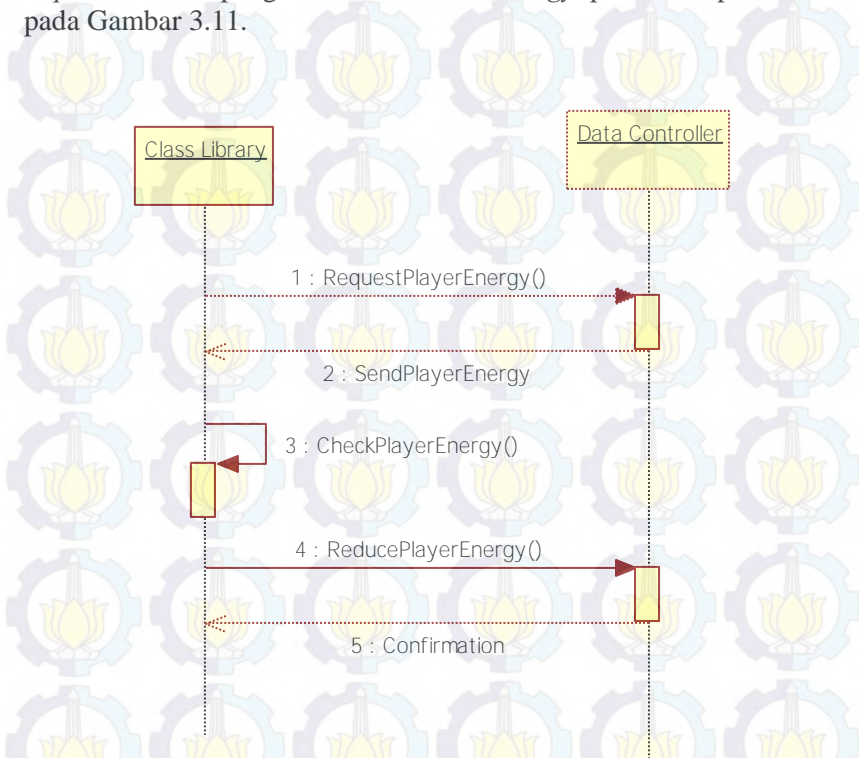 pada Gambar 3.11.
Class Library
Data Controller
1 : RequestPlayerEnergy()
2 : SendPlayerEnergy
3 : CheckPlayerEnergy()
4 : ReducePlayerEnergy()
5 : Confirmation